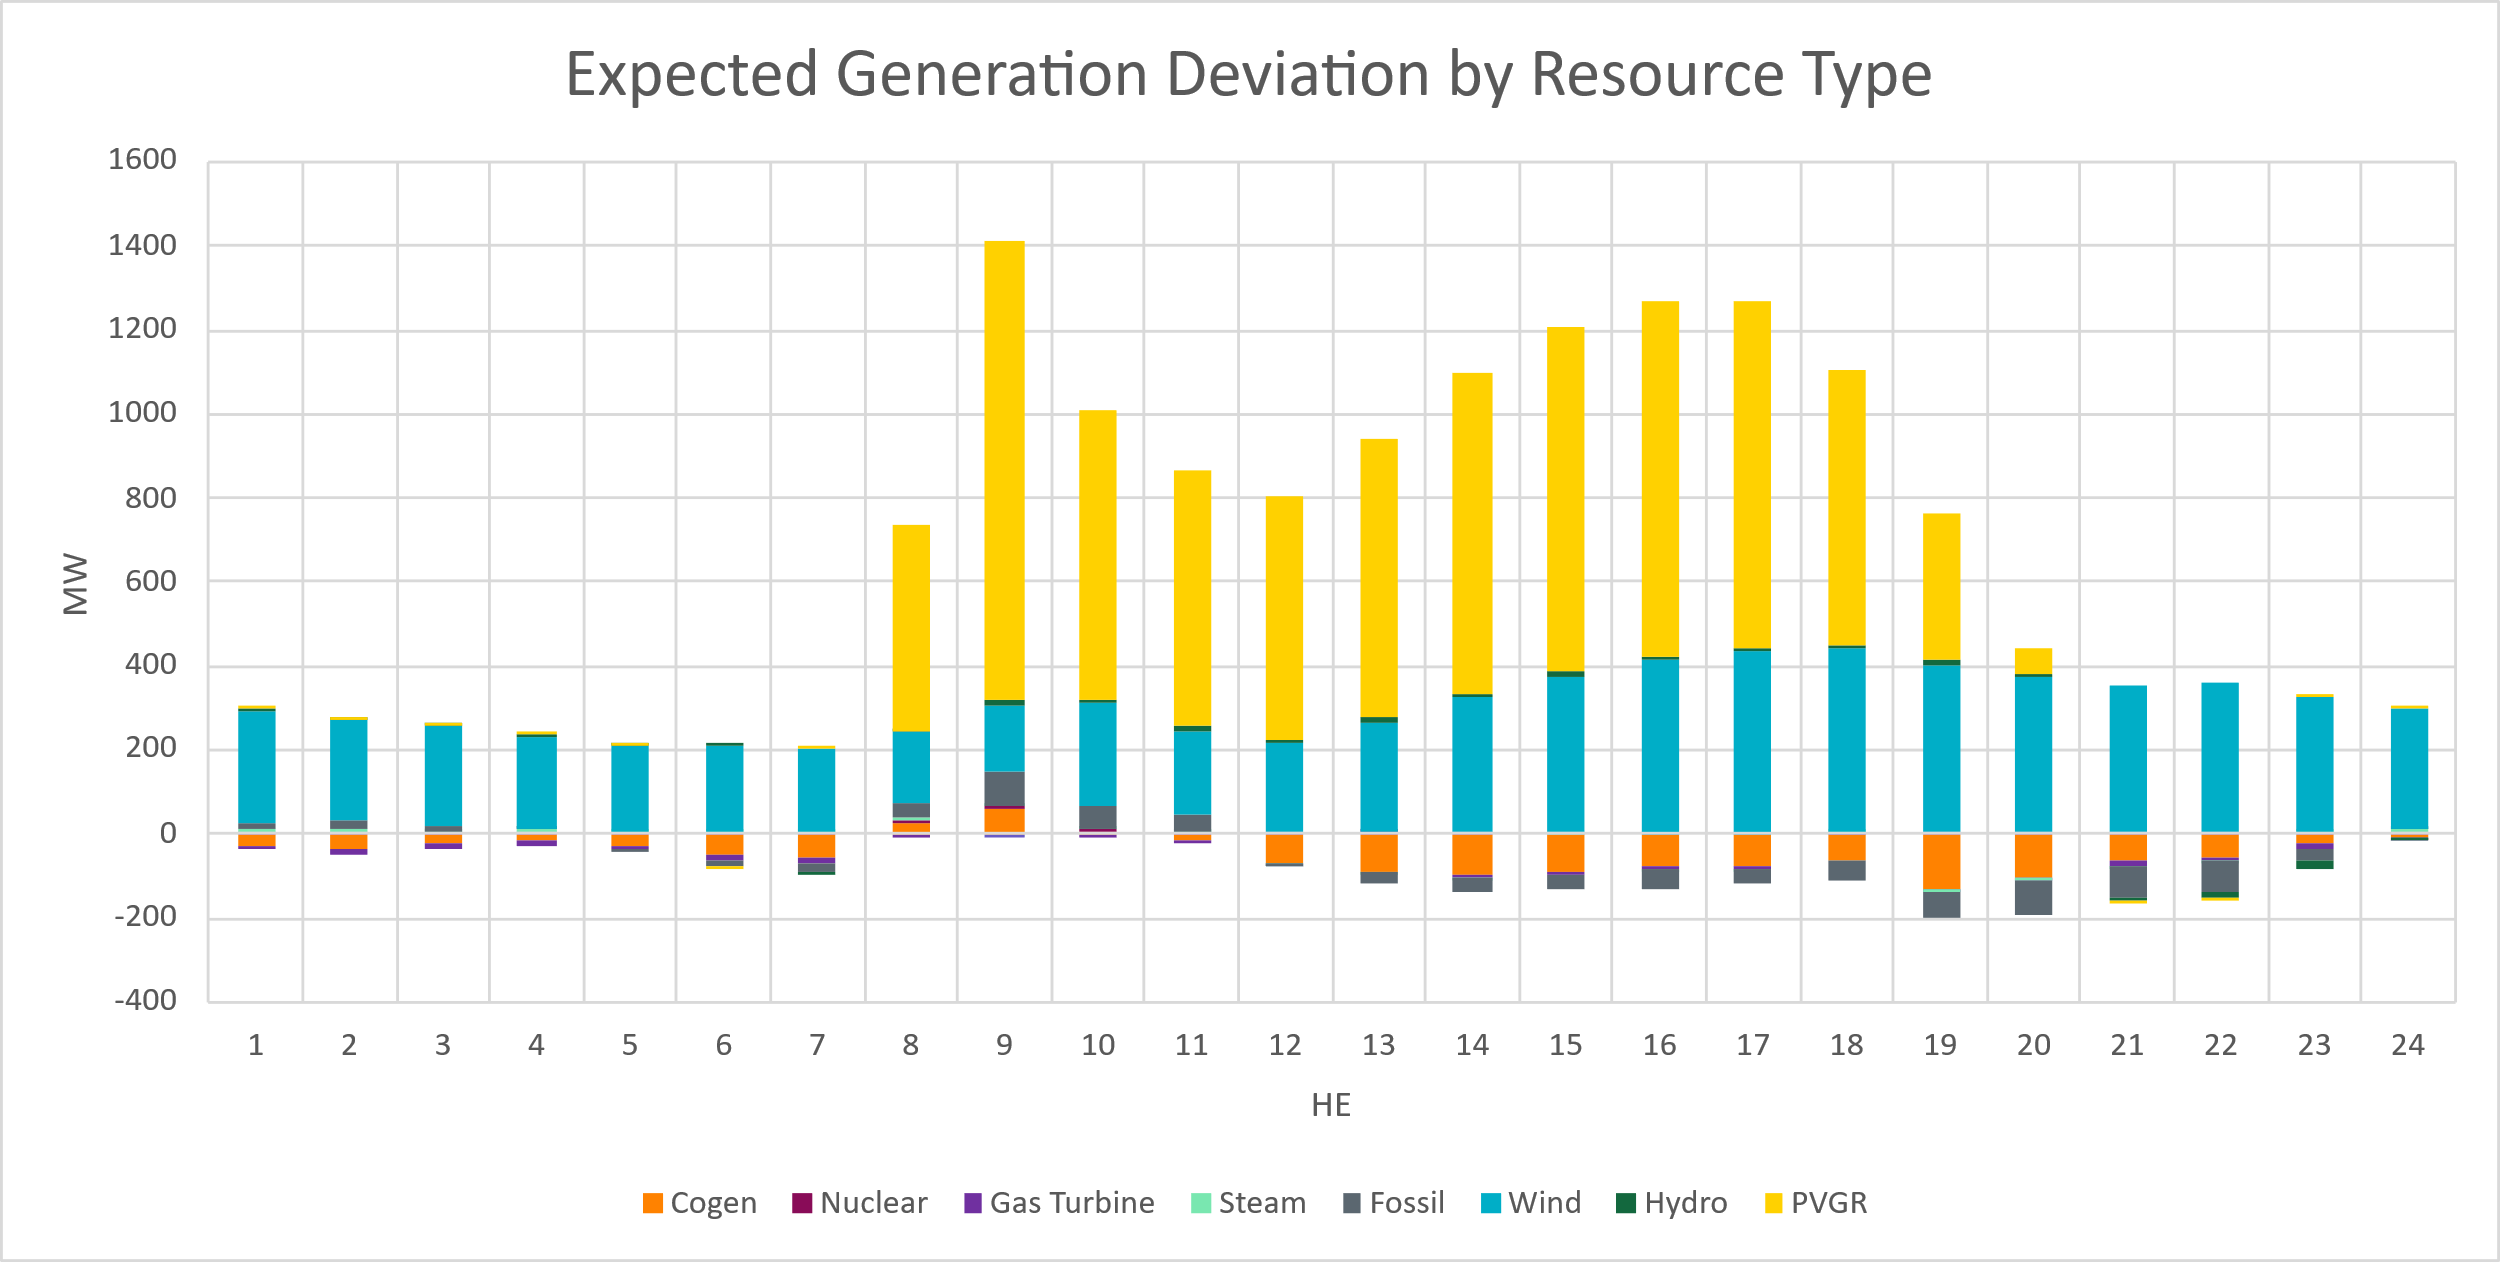 Expected Generation Deviation by Resource Type
1600
1400
1200
1000
800
600
400
200
0
-200
-400
MW
1 2 3 4 5 6 7 8 9 10 11 12 13 14 15 16 17 18 19 20 21 22 23 24
HE
Cogen Nuclear Gas Turbine Steam Fossil Wind Hydro PVGR